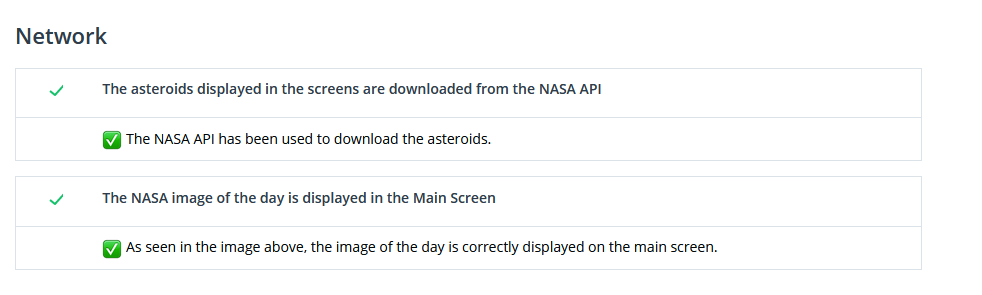 Network
The asteroids displayed in the screens are downloaded from the NASA API
✅ The NASA API has been used to download the asteroids.
The NASA image of the day is displayed in the Main Screen
✅ As seen in the image above, the image of the day is correctly displayed on the main screen.